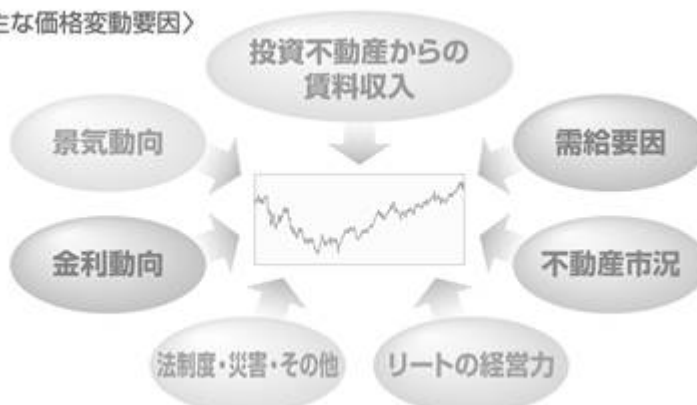 主な価格変動要因〉
投資不動産からの
賃料収入
景気動向
需給要因
金利動向
不動産市況
法制度・災害・その他
リートの経営力